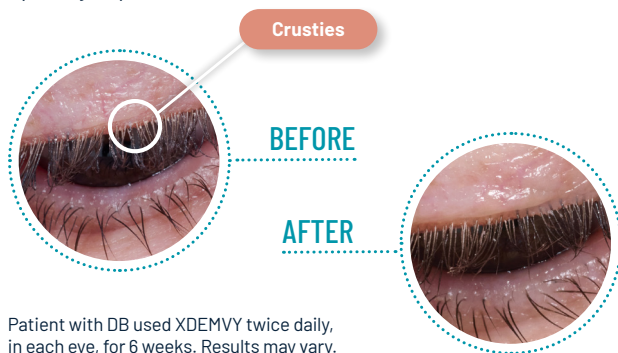 Crusties
BEFORE
AFTER
Patient with DB used XDEMVY twice daily,
in each eye, for 6 weeks. Results may vary.